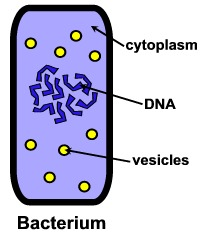 cytoplasm
DNA
vesicles
Bacterium